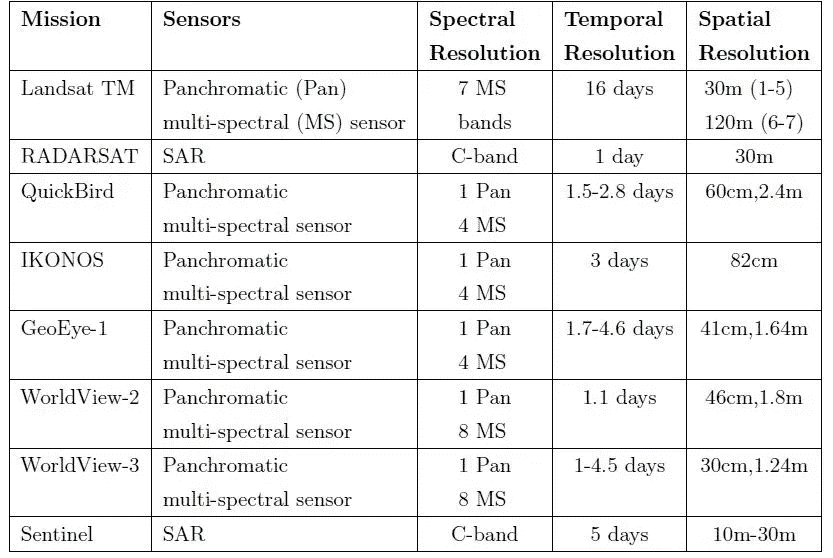 Mission Sensors Spectral Temporal Spatial
Resolution Resolution Resolution
Landsat TM Panchromatic (Pan) 7 MS 16 days 30m (1-5)
multi-spectral (MS) sensor bands 120m (6-7)
RADARSAT SAR C-band 1 day 30m
QuickBird Panchromatic 1 Pan 1.5-2.8 days 60cm,2.4m
multi-spectral sensor 4 MS
IKONOS Panchromatic 1 Pan 3 days 82cm
multi-spectral sensor 4 MS
GeoEye-1 Panchromatic 1 Pan 1.7-4.6 days 41cm,1.64m
multi-spectral sensor 4 MS
WorldView-2 Panchromatic 1 Pan 1.1 days 46cm,1.8m
multi-spectral sensor 8 MS
WorldView-3 Panchromatic 1 Pan 1-4.5 days 30cm,1.24m
multi-spectral sensor 8 MS
Sentinel SAR C-band 5 days 10m-30m